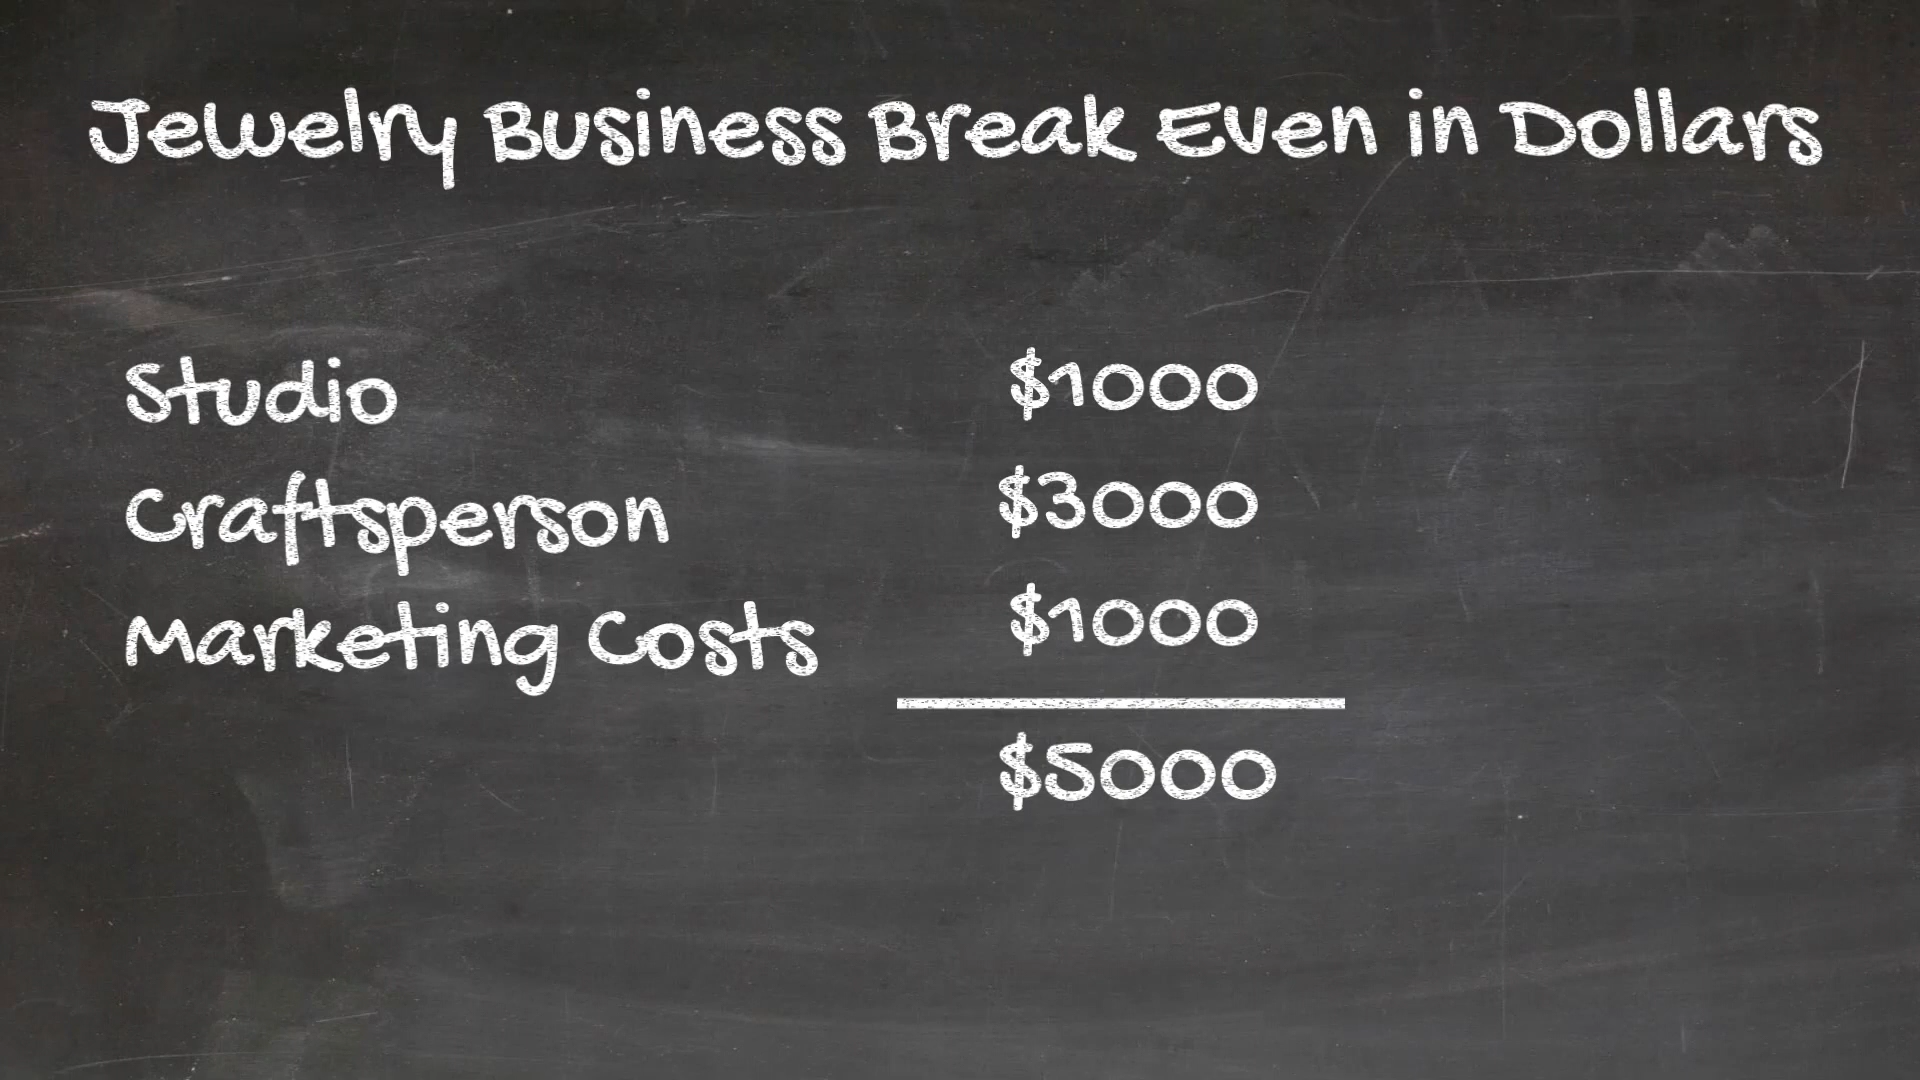 Jewelry Business Break Even in Dollars
Studio $1000
Craftsperson $3000
Marketing Costs $1000
$5000